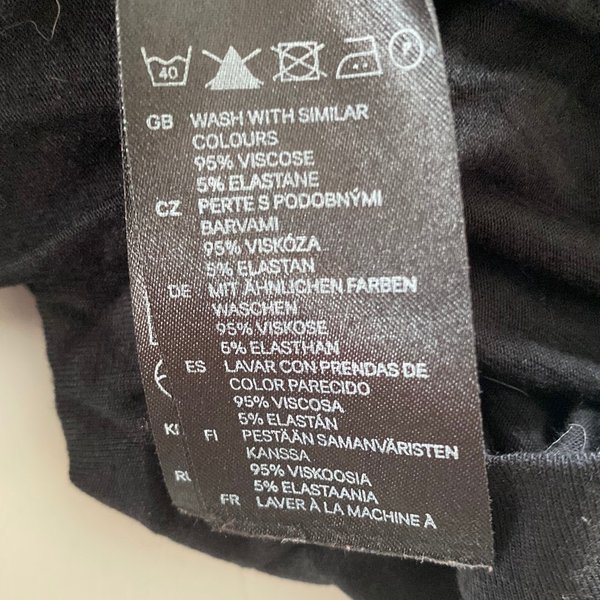 40 P
GB WASH WITH SIMILAR
COLOURS
95% VISCOSE
5% ELASTANE
CZ PERTE S PODOBNÝMI
BARVAMI
95% VISKÓZA
5% ELASTAN
DE MIT ÄHNLICHEN FARBEN
WASCHEN
95% VISKOSE
5% ELASTHAN
ES LAVAR CON PRENDAS DE
COLOR PARECIDO
95% VISCOSA
5% ELASTÁN
FI PESTÄÄN SAMANVÄRISTEN
KANSSA
95% VISKOOSIA
5% ELASTAANIA
FR LAVER À LA MACHINE À